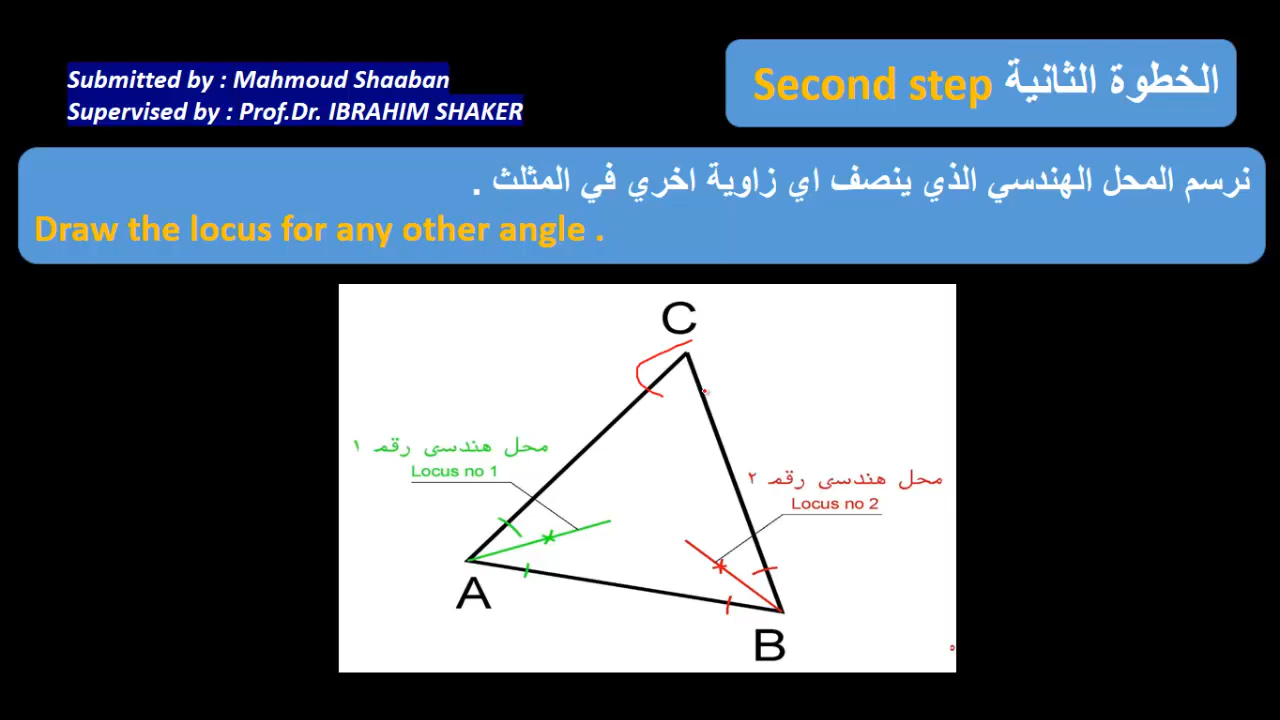 Submitted by : Mahmoud Shaaban
Supervised by : Prof.Dr. IBRAHIM SHAKER
الخطوة الثانية Second step
نرسم المحل الهندسي الذي ينصف اي زاوية اخري في المثلث .
Draw the locus for any other angle .
C
محل هندسى رقم ١
Locus no 1
محل هندسى رقم ٢
Locus no 2
A
B